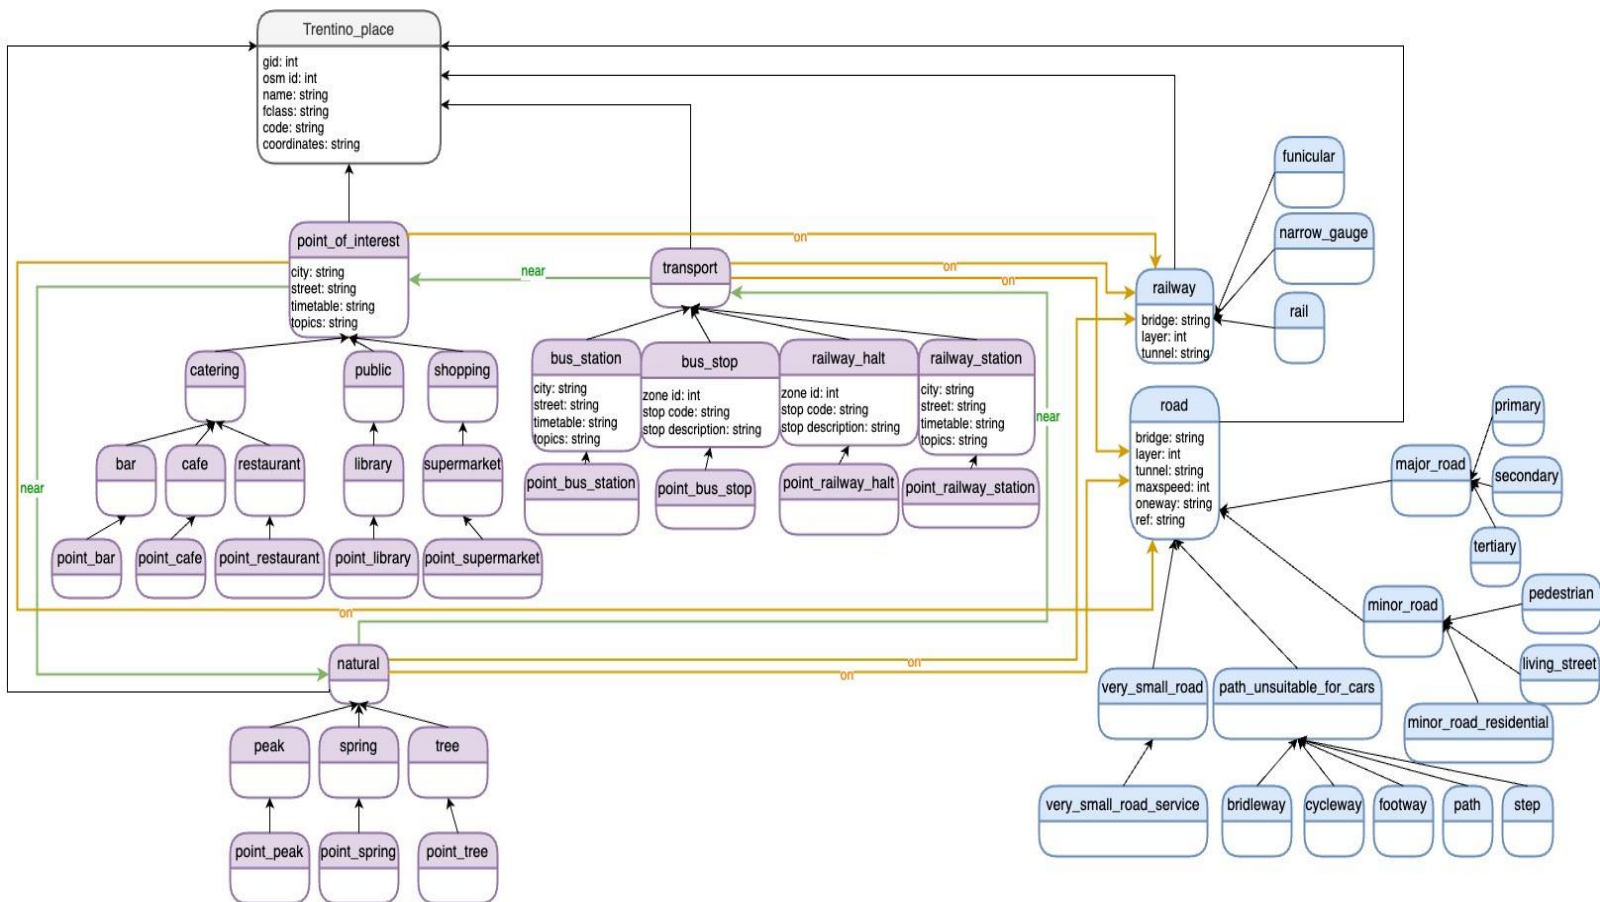 Trentino_place
gid: int
osm id: int
name: string
fclass: string
code: string
coordinates: string
funicular
narrow_gauge
rail
point_of_interest
city: string
street: string
timetable: string
topics: string
on
near
transport
on
on
railway
bridge: string
layer: int
tunnel: string
catering
public
shopping
bus_station
city: string
street: string
timetable: string
topics: string
bus_stop
zone id: int
stop code: string
stop description: string
railway_halt
zone id: int
stop code: string
stop description: string
railway_station
city: string
street: string
timetable: string
topics: string
near
road
bridge: string
layer: int
tunnel: string
maxspeed: int
oneway: string
ref: string
primary
major_road
secondary
tertiary
bar
cafe
restaurant
library
supermarket
near
point_bus_station
point_bus_stop
point_railway_halt
point_railway_station
point_bar
point_cafe
point_restaurant
point_library
point_supermarket
on
minor_road
pedestrian
living_street
minor_road_residential
natural
on
on
very_small_road
path_unsuitable_for_cars
peak
spring
tree
very_small_road_service
bridleway
cycleway
footway
path
step
point_peak
point_spring
point_tree